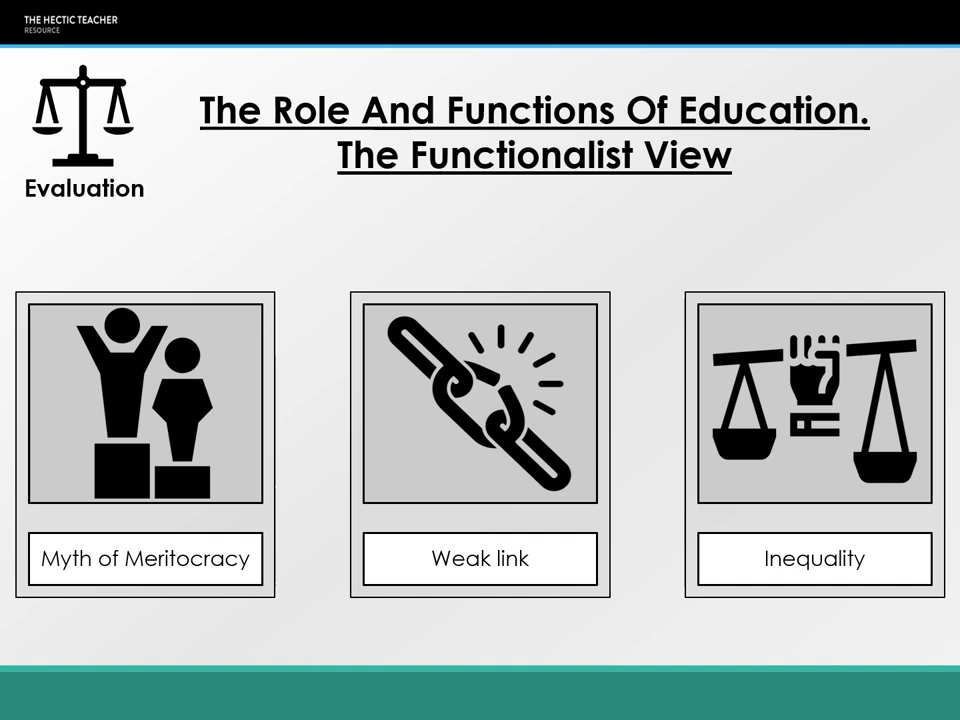 THE HECTIC TEACHER
RESOURCE
The Role And Functions Of Education.
The Functionalist View
Evaluation
Myth of Meritocracy
Weak link
Inequality